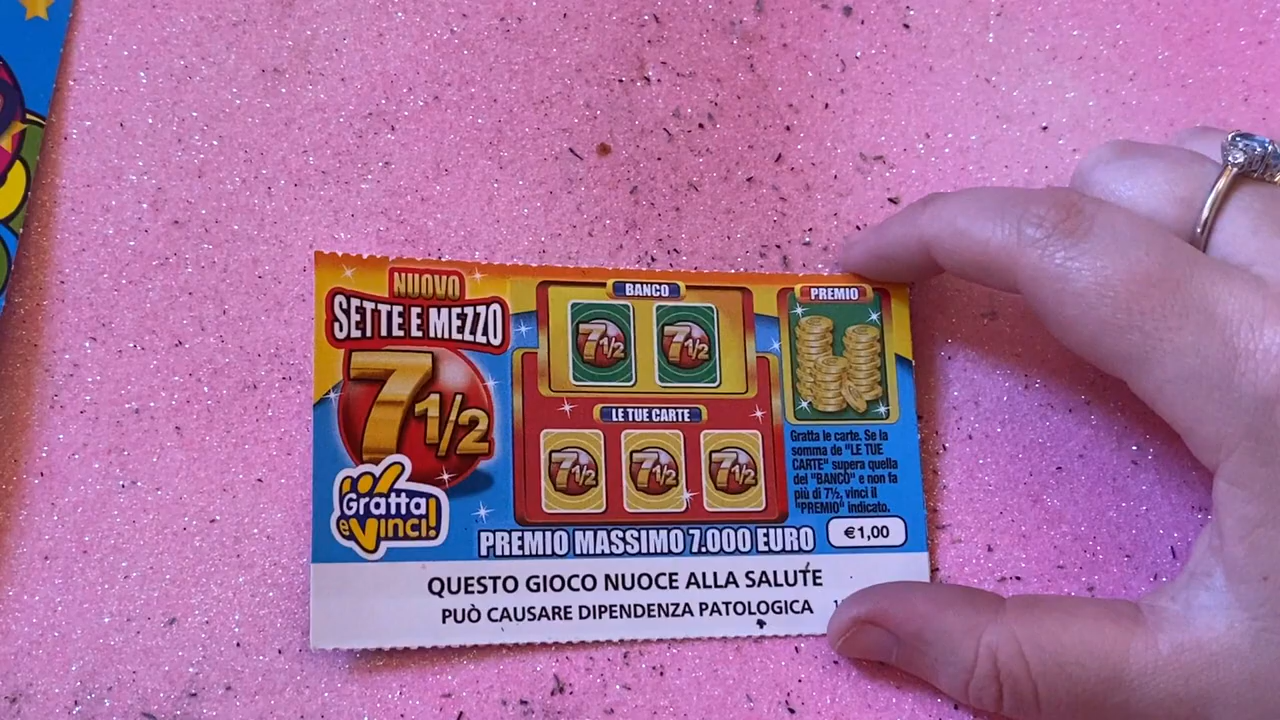 NUOVO
SETTE E MEZZO
7 1/2
Gratta
e Vinci!
BANCO
7 1/2
7 1/2
LE TUE CARTE
7 1/2
7 1/2
7 1/2
PREMIO
Gratta le carte. Se la
somma de "LE TUE
CARTE" supera quella
del "BANCO" e non fa
più di 7½, vinci il
"PREMIO" indicato.
PREMIO MASSIMO 7.000 EURO
€1,00
QUESTO GIOCO NUOCE ALLA SALUTE
PUÒ CAUSARE DIPENDENZA PATOLOGICA